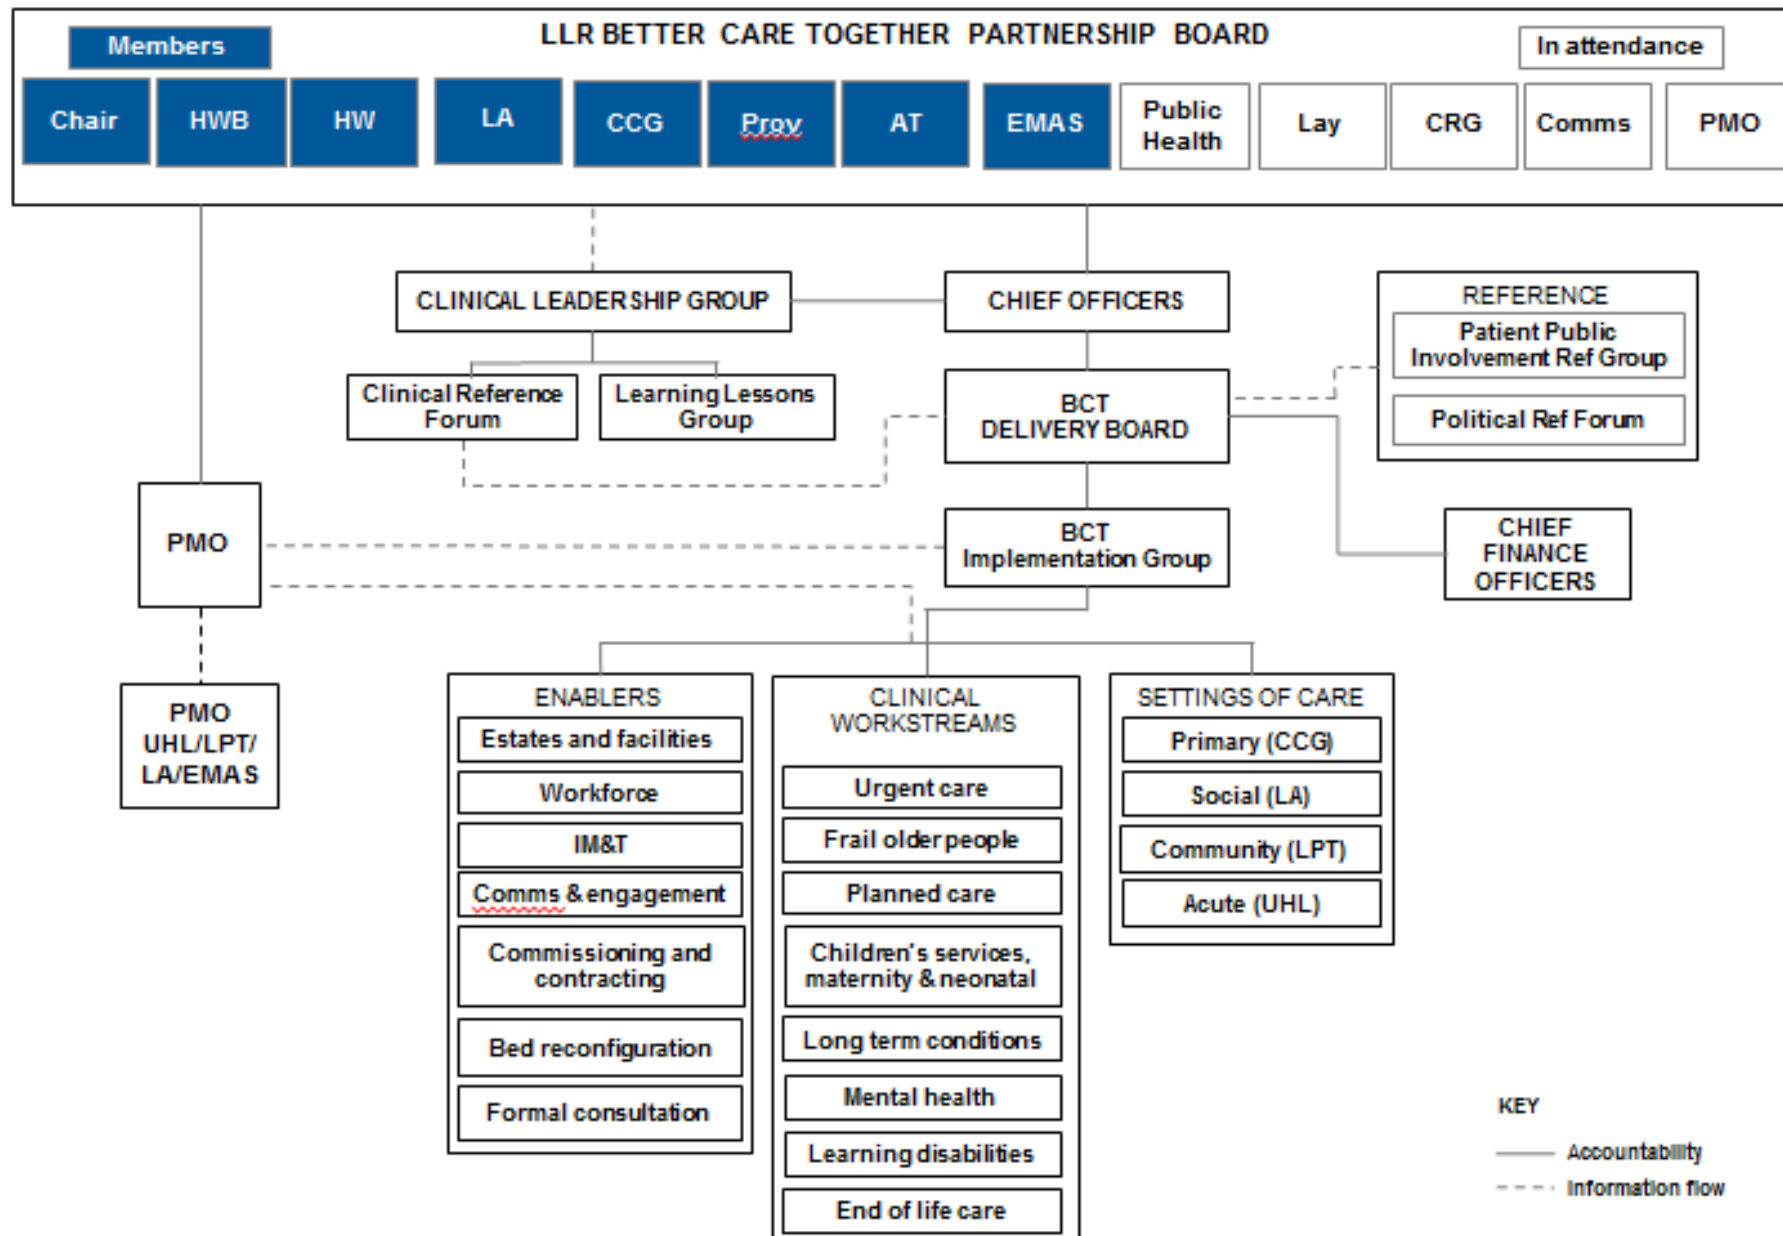 LLR BETTER CARE TOGETHER PARTNERSHIP BOARD
Members
In attendance
Chair
HWB
HW
LA
CCG
Prov
AT
EMAS
Public
Health
Lay
CRG
Comms
PMO
CLINICAL LEADERSHIP GROUP
CHIEF OFFICERS
REFERENCE
Patient Public
Involvement Ref Group
Political Ref Forum
Clinical Reference
Forum
Learning Lessons
Group
BCT
DELIVERY BOARD
PMO
BCT
Implementation Group
CHIEF
FINANCE
OFFICERS
PMO
UHL/LPT/
LA/EMAS
ENABLERS
Estates and facilities
Workforce
IM&T
Comms & engagement
Commissioning and
contracting
Bed reconfiguration
Formal consultation
CLINICAL
WORKSTREAMS
Urgent care
Frail older people
Planned care
Children's services,
maternity & neonatal
Long term conditions
Mental health
Learning disabilities
End of life care
SETTINGS OF CARE
Primary (CCG)
Social (LA)
Community (LPT)
Acute (UHL)
KEY
Accountability
Information flow